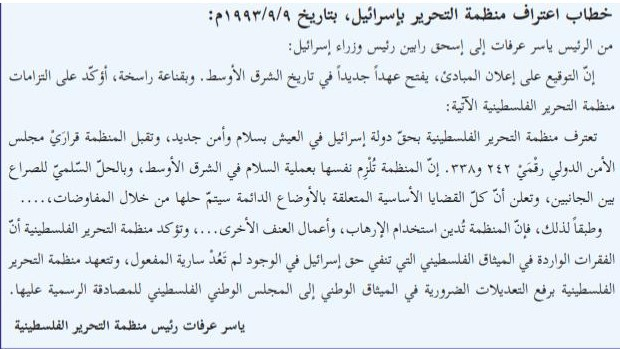 خطاب اعتراف منظمة التحرير بإسرائيل، بتاريخ ١٩٩٣/٩/٩م:
من الرئيس ياسر عرفات إلى إسحق رابين رئيس وزراء إسرائيل:
إنّ التوقيع على إعلان المبادئ، يفتح عهداً جديداً في تاريخ الشرق الأوسط. وبقناعة راسخة، أؤكّد على التزامات
منظمة التحرير الفلسطينية الآتية:
تعترف منظمة التحرير الفلسطينية بحقّ دولة إسرائيل في العيش بسلام وأمن جديد، وتقبل المنظمة قرارَيْ مجلس
الأمن الدولي رقْمَيْ ٢٤٢ و٣٣٨. إنّ المنظمة تُلْزِم نفسها بعملية السلام في الشرق الأوسط، وبالحلّ السّلميّ للصراع
بين الجانبين، وتعلن أنّ كلّ القضايا الأساسية المتعلقة بالأوضاع الدائمة سيتمّ حلها من خلال المفاوضات،....
وطبقاً لذلك، فإنّ المنظمة تُدين استخدام الإرهاب، وأعمال العنف الأخرى...، وتؤكد منظمة التحرير الفلسطينية أنّ
الفقرات الواردة في الميثاق الفلسطيني التي تنفي حق إسرائيل في الوجود لم تَعُدْ سارية المفعول، وتتعهد منظمة التحرير
الفلسطينية برفع التعديلات الضرورية في الميثاق الوطني إلى المجلس الوطني الفلسطيني للمصادقة الرسمية عليها.
ياسر عرفات رئيس منظمة التحرير الفلسطينية